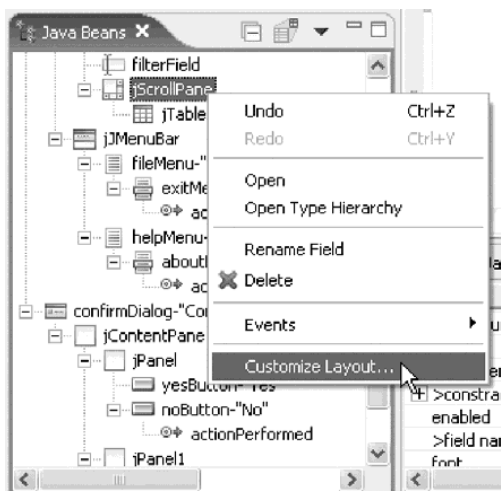 Java Beans
filterField
jScrollPane
jTable
jJMenuBar
fileMenu-"
exitMe
ac
helpMenu-
aboutI
ac
confirmDialog-"Co
jContentPane
jPanel
yesButton-"Yes"
noButton-"No"
actionPerformed
jPanel1
Undo Ctrl+Z
Redo Ctrl+Y
Open
Open Type Hierarchy
Rename Field
Delete
Events
Customize Layout...
>constra
enabled
>field nar
font